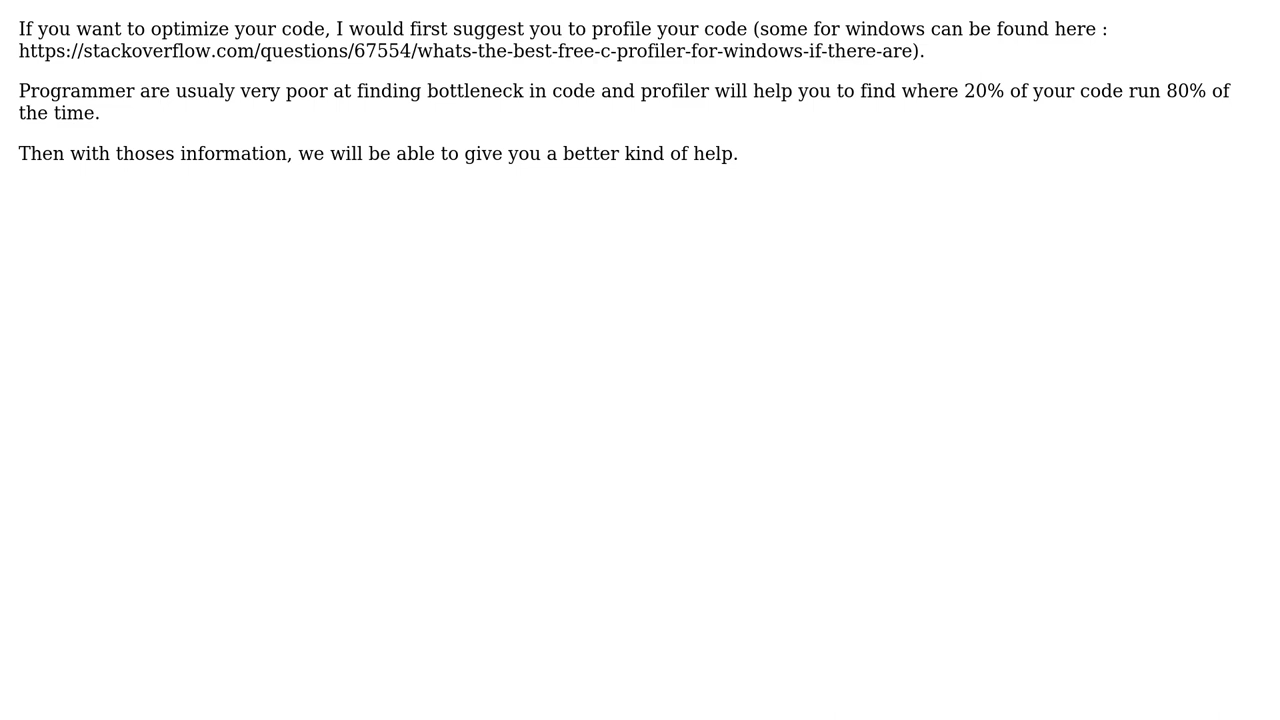 If you want to optimize your code, I would first suggest you to profile your code (some for windows can be found here :
https://stackoverflow.com/questions/67554/whats-the-best-free-c-profiler-for-windows-if-there-are).
Programmer are usualy very poor at finding bottleneck in code and profiler will help you to find where 20% of your code run 80% of
the time.
Then with thoses information, we will be able to give you a better kind of help.